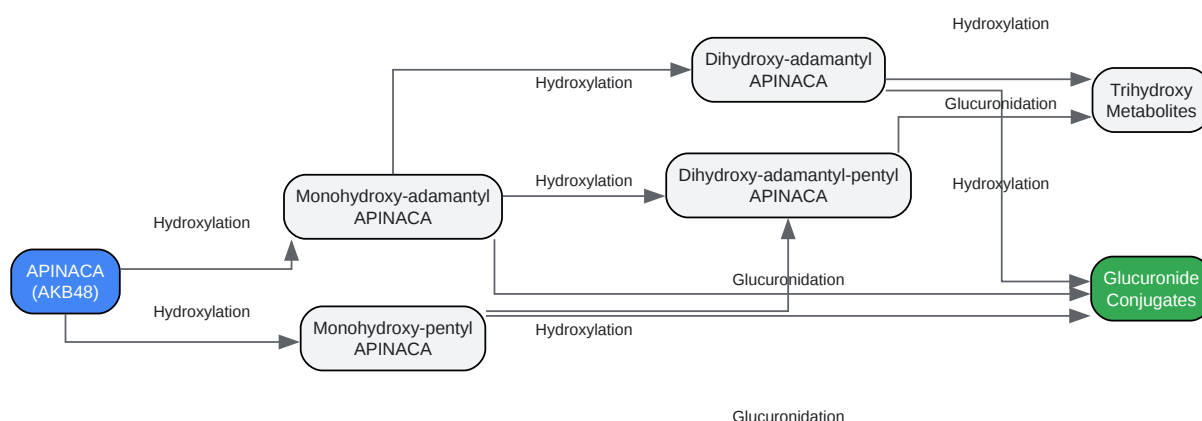 Hydroxylation
Dihydroxy-adamantyl
APINACA
Hydroxylation
Trihydroxy
Metabolites
Glucuronidation
Monohydroxy-adamantyl
APINACA
Hydroxylation
Dihydroxy-adamantyl-pentyl
APINACA
Hydroxylation
Hydroxylation
APINACA
(AKB48)
Glucuronidation
Glucuronide
Conjugates
Hydroxylation
Monohydroxy-pentyl
APINACA
Hydroxylation
Glucuronidation